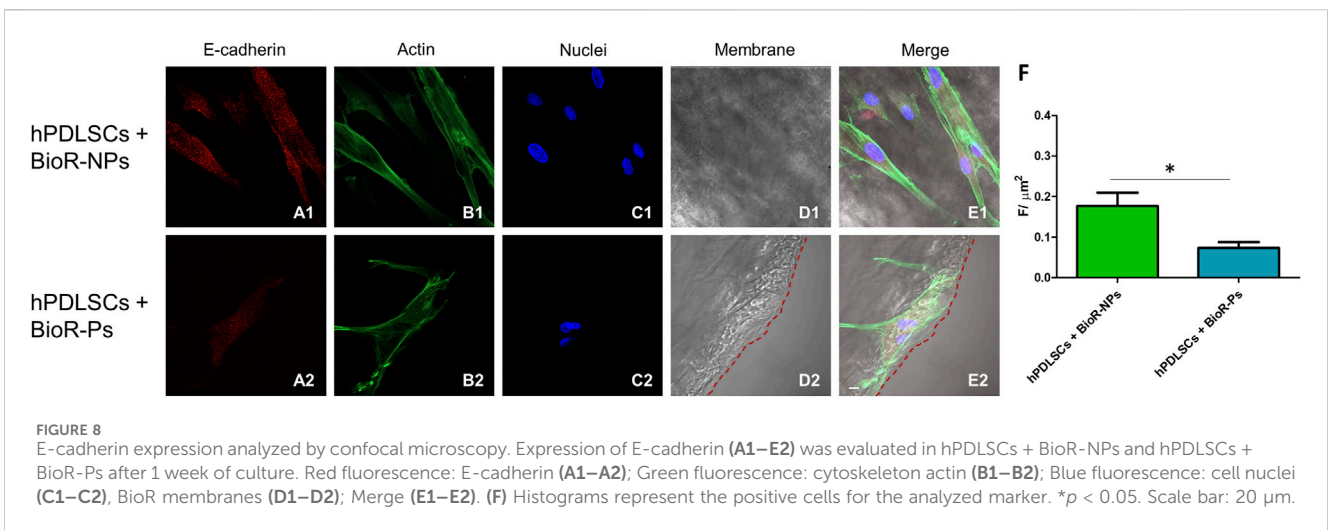 E-cadherin Actin Nuclei Membrane Merge
hPDLSCs +
BioR-NPs
A1 B1 C1 D1 E1
hPDLSCs +
BioR-Ps
A2 B2 C2 D2 E2
F
F/ µm²
0.4
0.3
0.2
0.1
0.0
*
hPDLSCs + BioR-NPs
hPDLSCs + BioR-Ps
FIGURE 8
E-cadherin expression analyzed by confocal microscopy. Expression of E-cadherin (A1–E2) was evaluated in hPDLSCs + BioR-NPs and hPDLSCs +
BioR-Ps after 1 week of culture. Red fluorescence: E-cadherin (A1–A2); Green fluorescence: cytoskeleton actin (B1–B2); Blue fluorescence: cell nuclei
(C1–C2), BioR membranes (D1–D2); Merge (E1–E2). (F) Histograms represent the positive cells for the analyzed marker. *p < 0.05. Scale bar: 20 µm.